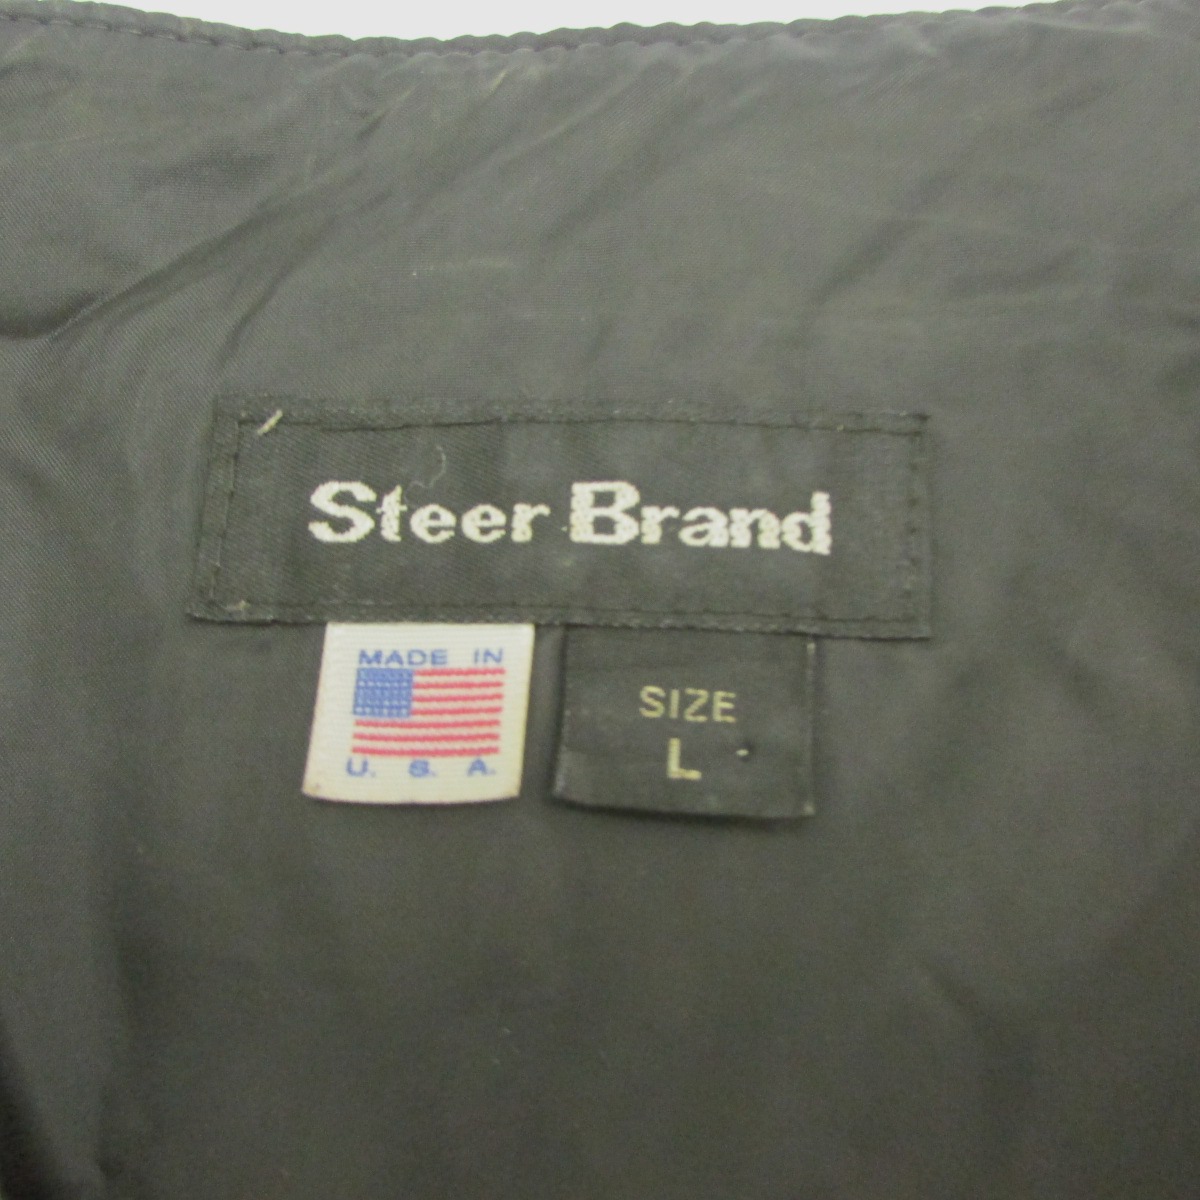 Steer Brand
MADE IN
U. S. A.
SIZE
L